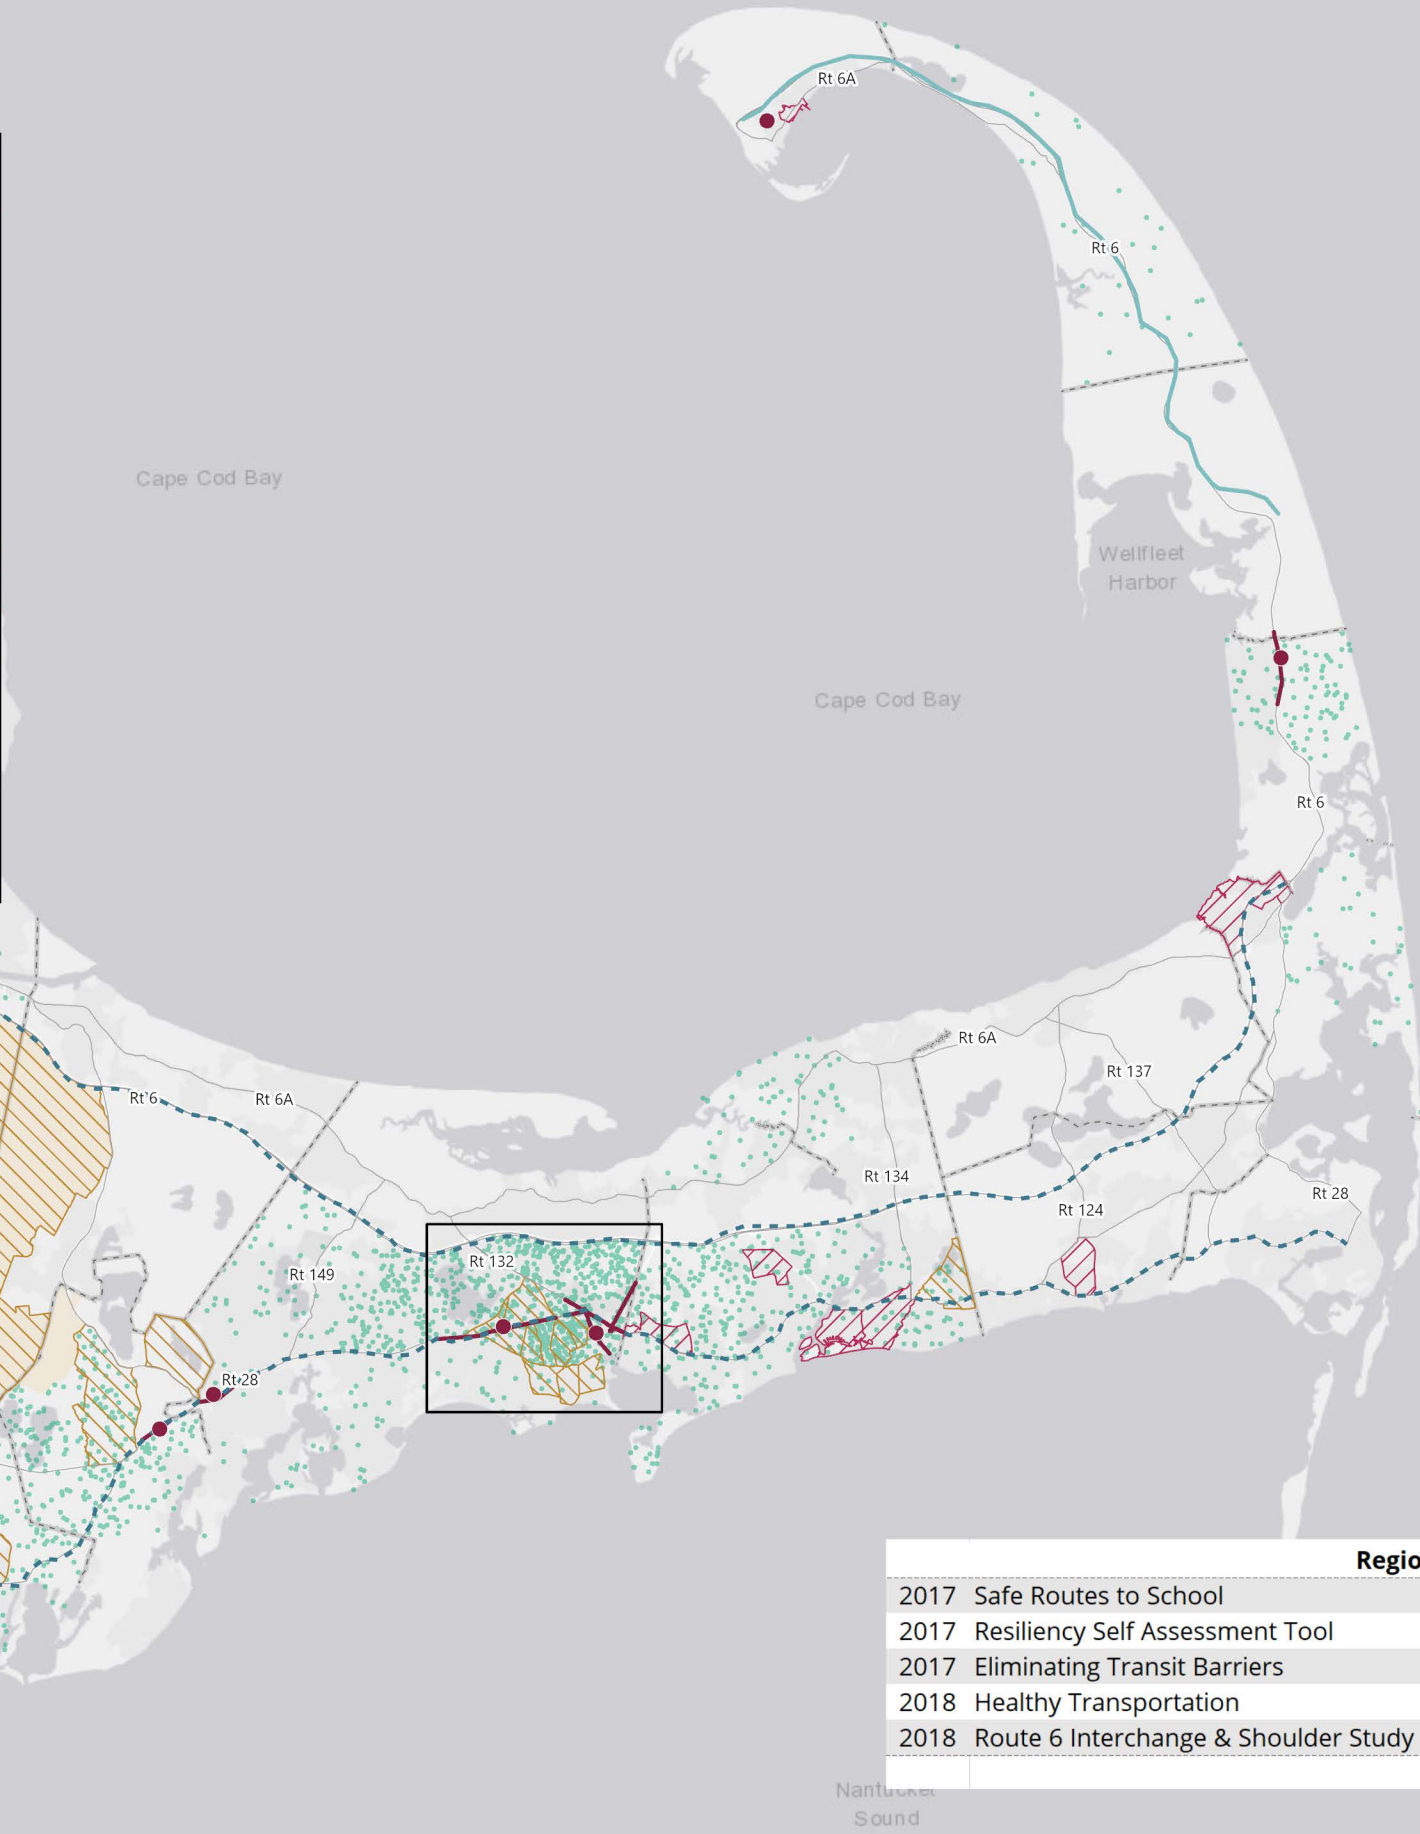 Rt 6A
Rt 6
Cape Cod Bay
Wellfleet
Harbor
Cape Cod Bay
Rt 6
Rt 6A
Rt 137
Rt 6
Rt 6A
Rt 134
Rt 28
Rt 124
Rt 132
Rt 149
Rt 28
Regio
2017 Safe Routes to School
2017 Resiliency Self Assessment Tool
2017 Eliminating Transit Barriers
2018 Healthy Transportation
2018 Route 6 Interchange & Shoulder Study
Nantucket
Sound